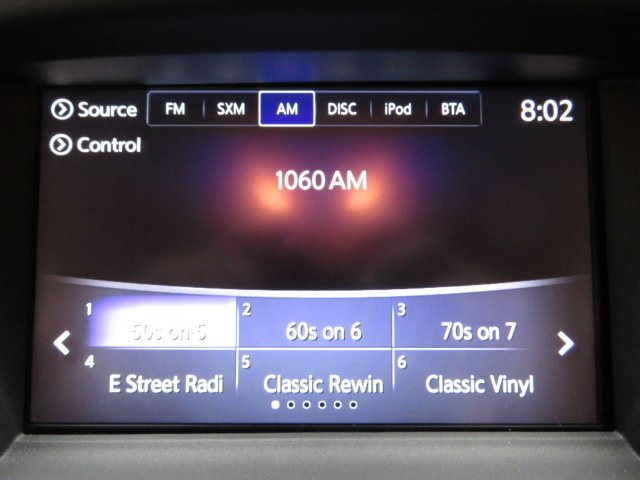 Source FM SXM AM DISC iPod BTA 8:02
Control
1060 AM
1 50s on 5 2 60s on 6 3 70s on 7
4 E Street Radi 5 Classic Rewin 6 Classic Vinyl